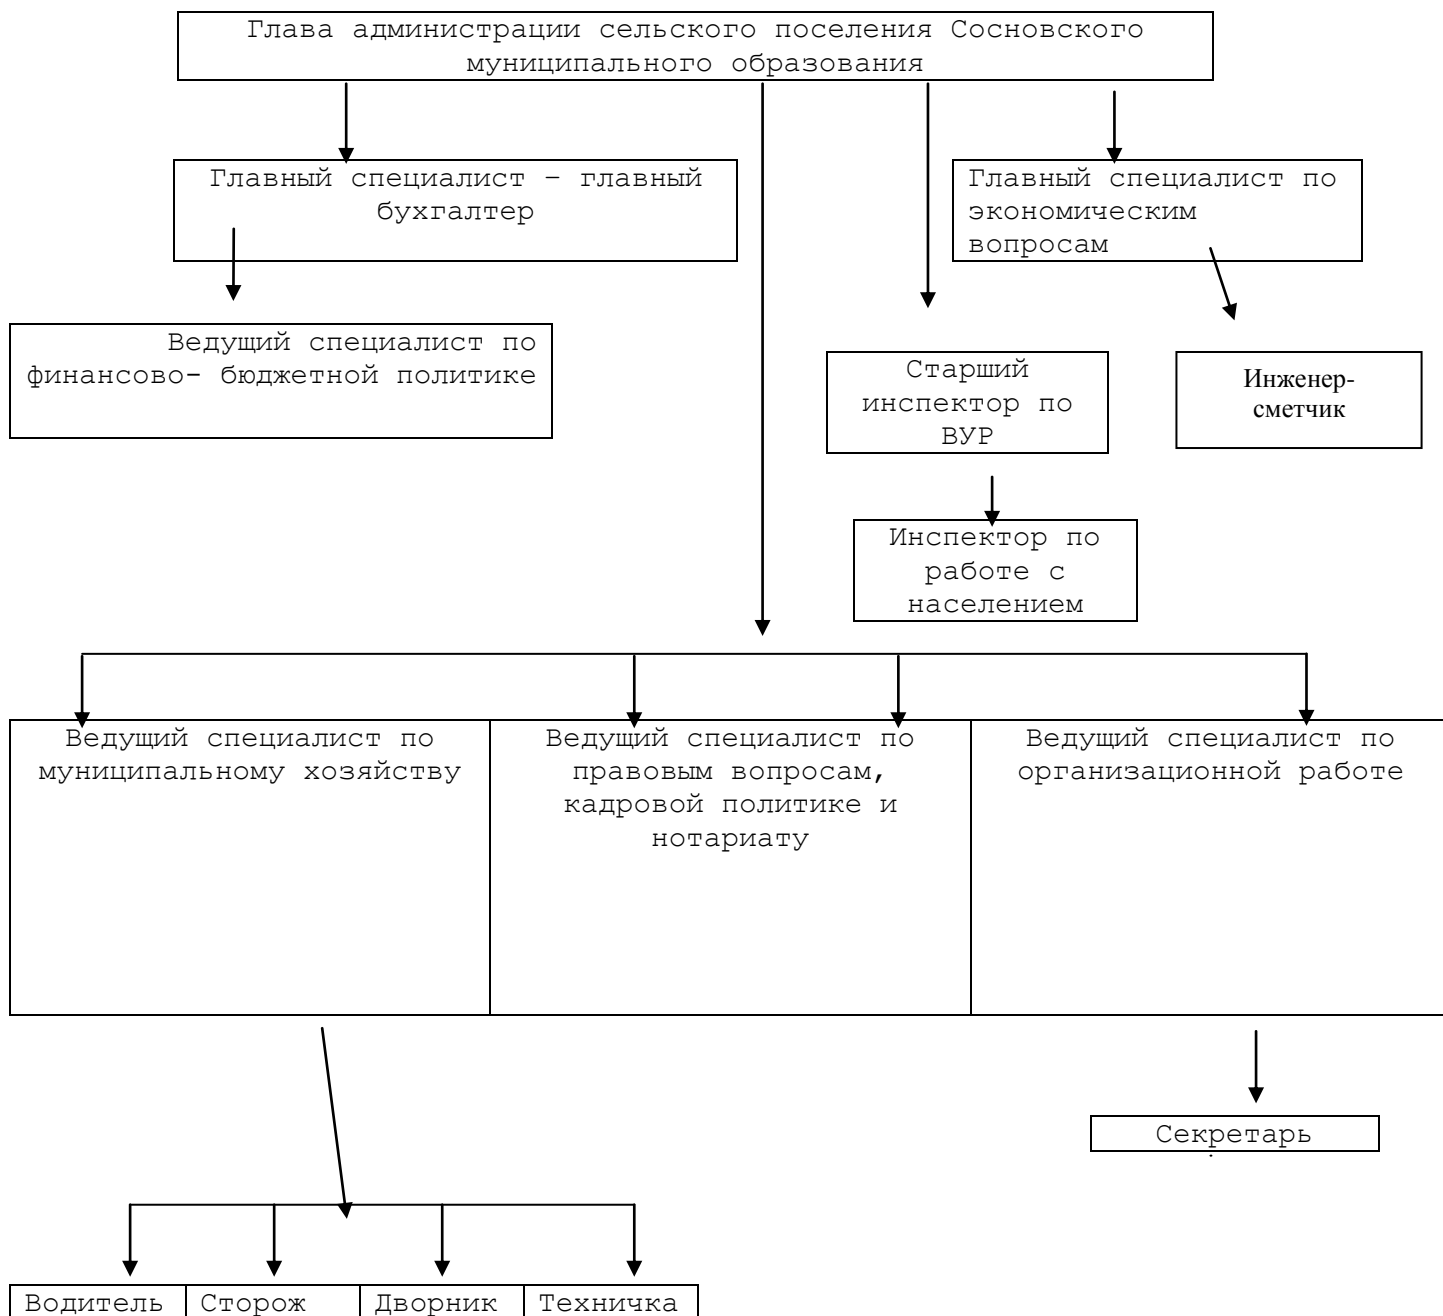 Глава администрации сельского поселения Сосновского
муниципального образования
Главный специалист – главный
бухгалтер
Главный специалист по
экономическим
вопросам
Ведущий специалист по
финансово- бюджетной политике
Старший
инспектор по
ВУР
Инженер-
сметчик
Инспектор по
работе с
населением
Ведущий специалист по
муниципальному хозяйству
Ведущий специалист по
правовым вопросам,
кадровой политике и
нотариату
Ведущий специалист по
организационной работе
Секретарь
Водитель
Сторож
Дворник
Техничка